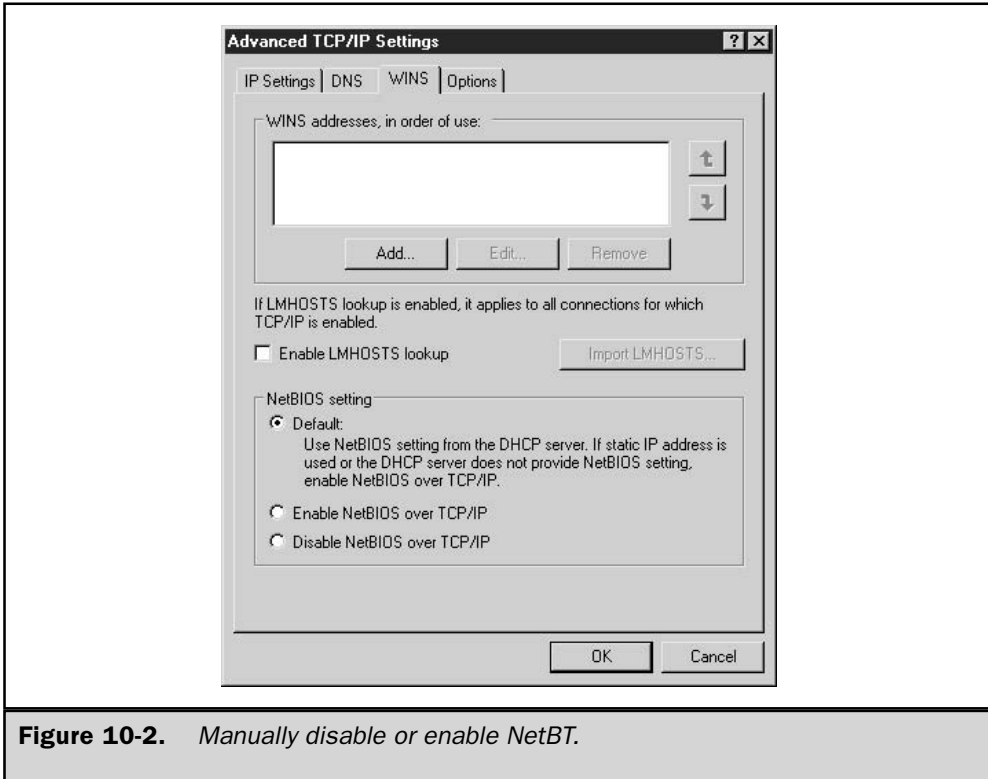 Advanced TCP/IP Settings
IP Settings
DNS
WINS
Options
WINS addresses, in order of use:
Add...
Edit...
Remove
If LMHOSTS lookup is enabled, it applies to all connections for which
TCP/IP is enabled.
Enable LMHOSTS lookup
Import LMHOSTS...
NetBIOS setting
Default:
Use NetBIOS setting from the DHCP server. If static IP address is
used or the DHCP server does not provide NetBIOS setting,
enable NetBIOS over TCP/IP.
Enable NetBIOS over TCP/IP
Disable NetBIOS over TCP/IP
OK
Cancel
Figure 10-2. Manually disable or enable NetBT.